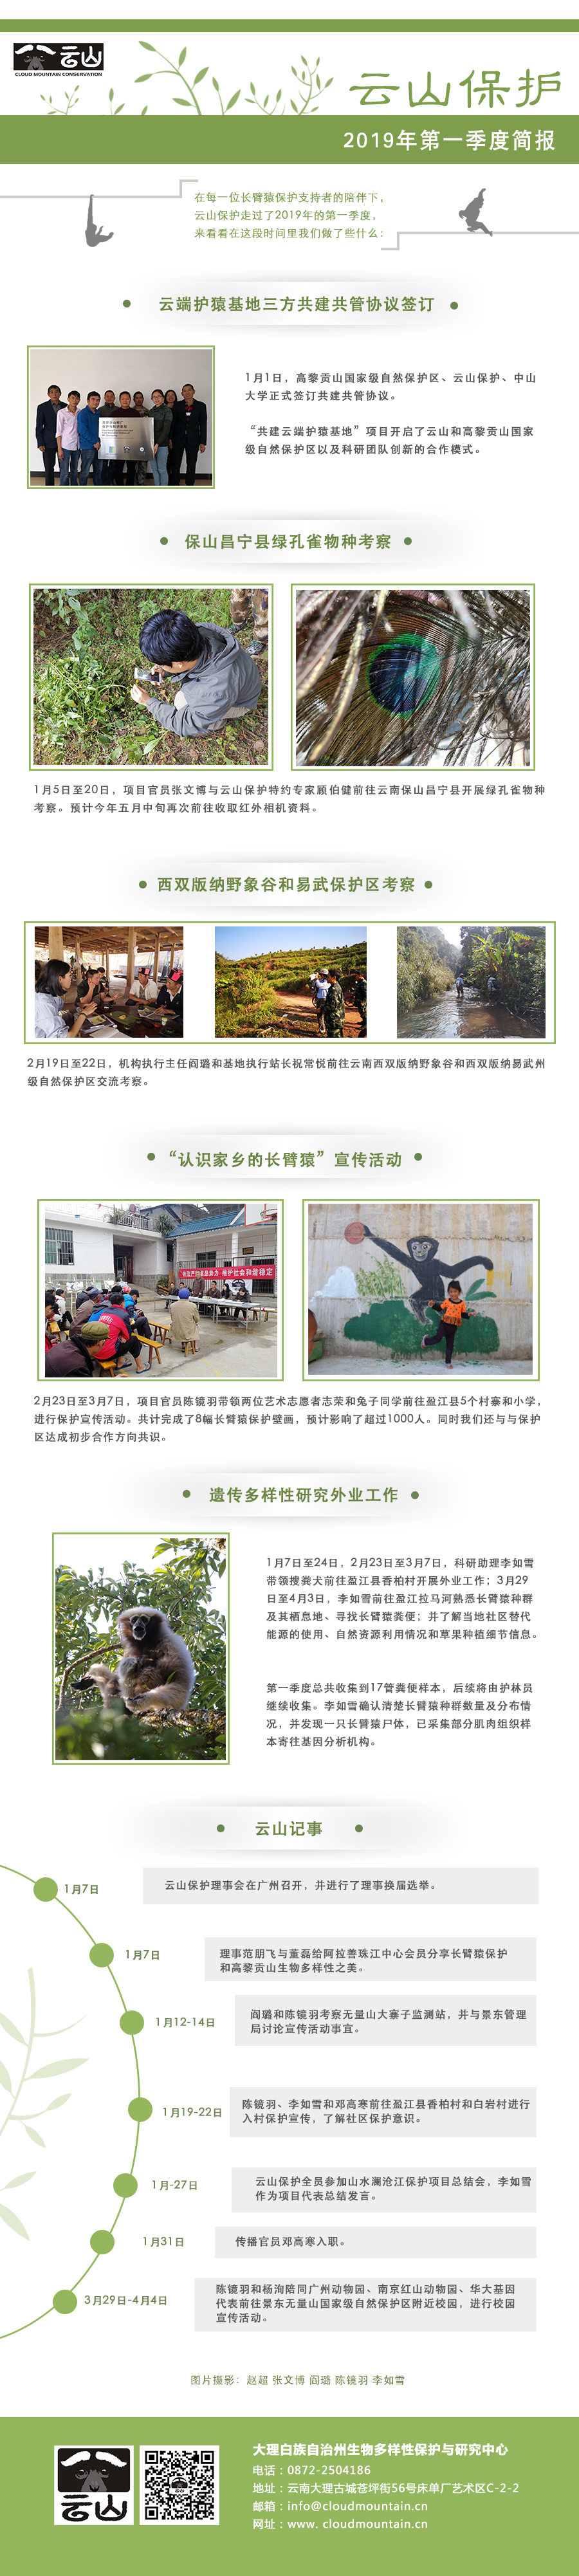 云山
CLOUD MOUNTAIN CONSERVATION
云山保护
2019年第一季度简报
在每一位长臂猿保护支持者的陪伴下，
云山保护走过了2019年的第一季度，
来看看在这段时间里我们做了些什么：
云端护猿基地三方共建共管协议签订
1月1日，高黎贡山国家级自然保护区、云山保护、中山
大学正式签订共建共管协议。
“共建云端护猿基地”项目开启了云山和高黎贡山国家
级自然保护区以及科研团队创新的合作模式。
保山昌宁县绿孔雀物种考察
1月5日至20日，项目官员张文博与云山保护特约专家顾伯健前往云南保山昌宁县开展绿孔雀物种
考察。预计今年五月中旬再次前往收取红外相机资料。
西双版纳野象谷和易武保护区考察
2月19日至22日，机构执行主任阎璐和基地执行站长祝常悦前往云南西双版纳野象谷和西双版纳易武州
级自然保护区交流考察。
“认识家乡的长臂猿”宣传活动
2月23日至3月7日，项目官员陈镜羽带领两位艺术志愿者志荣和兔子同学前往盈江县5个村寨和小学，
进行保护宣传活动。共计完成了8幅长臂猿保护壁画，预计影响了超过1000人。同时我们还与与保护
区达成初步合作方向共识。
遗传多样性研究外业工作
1月7日至24日，2月23日至3月7日，科研助理李如雪
带领搜粪犬前往盈江县香柏村开展外业工作；3月29
日至4月3日，李如雪前往盈江拉马河熟悉长臂猿种群
及其栖息地、寻找长臂猿粪便；并了解当地社区替代
能源的使用、自然资源利用情况和草果种植细节信息。
第一季度总共收集到17管粪便样本，后续将由护林员
继续收集。李如雪确认清楚长臂猿种群数量及分布情
况，并发现一只长臂猿尸体，已采集部分肌肉组织样
本寄往基因分析机构。
云山记事
1月7日
云山保护理事会在广州召开，并进行了理事换届选举。
1月7日
理事范朋飞与董磊给阿拉善珠江中心会员分享长臂猿保护
和高黎贡山生物多样性之美。
1月12-14日
阎璐和陈镜羽考察无量山大寨子监测站，并与景东管理
局讨论宣传活动事宜。
1月19-22日
陈镜羽、李如雪和邓高寒前往盈江县香柏村和白岩村进行
入村保护宣传，了解社区保护意识。
1月-27日
云山保护全员参加山水澜沧江保护项目总结会，李如雪
作为项目代表总结发言。
1月31日
传播官员邓高寒入职。
3月29日-4月4日
陈镜羽和杨洵陪同广州动物园、南京红山动物园、华大基因
代表前往景东无量山国家级自然保护区附近校园，进行校园
宣传活动。
图片摄影：赵超 张文博 阎璐 陈镜羽 李如雪
云山
大理白族自治州生物多样性保护与研究中心
电话：0872-2504186
地址：云南大理古城苍坪街56号床单厂艺术区C-2-2
邮箱：info@cloudmountain.cn
网址：www. cloudmountain.cn